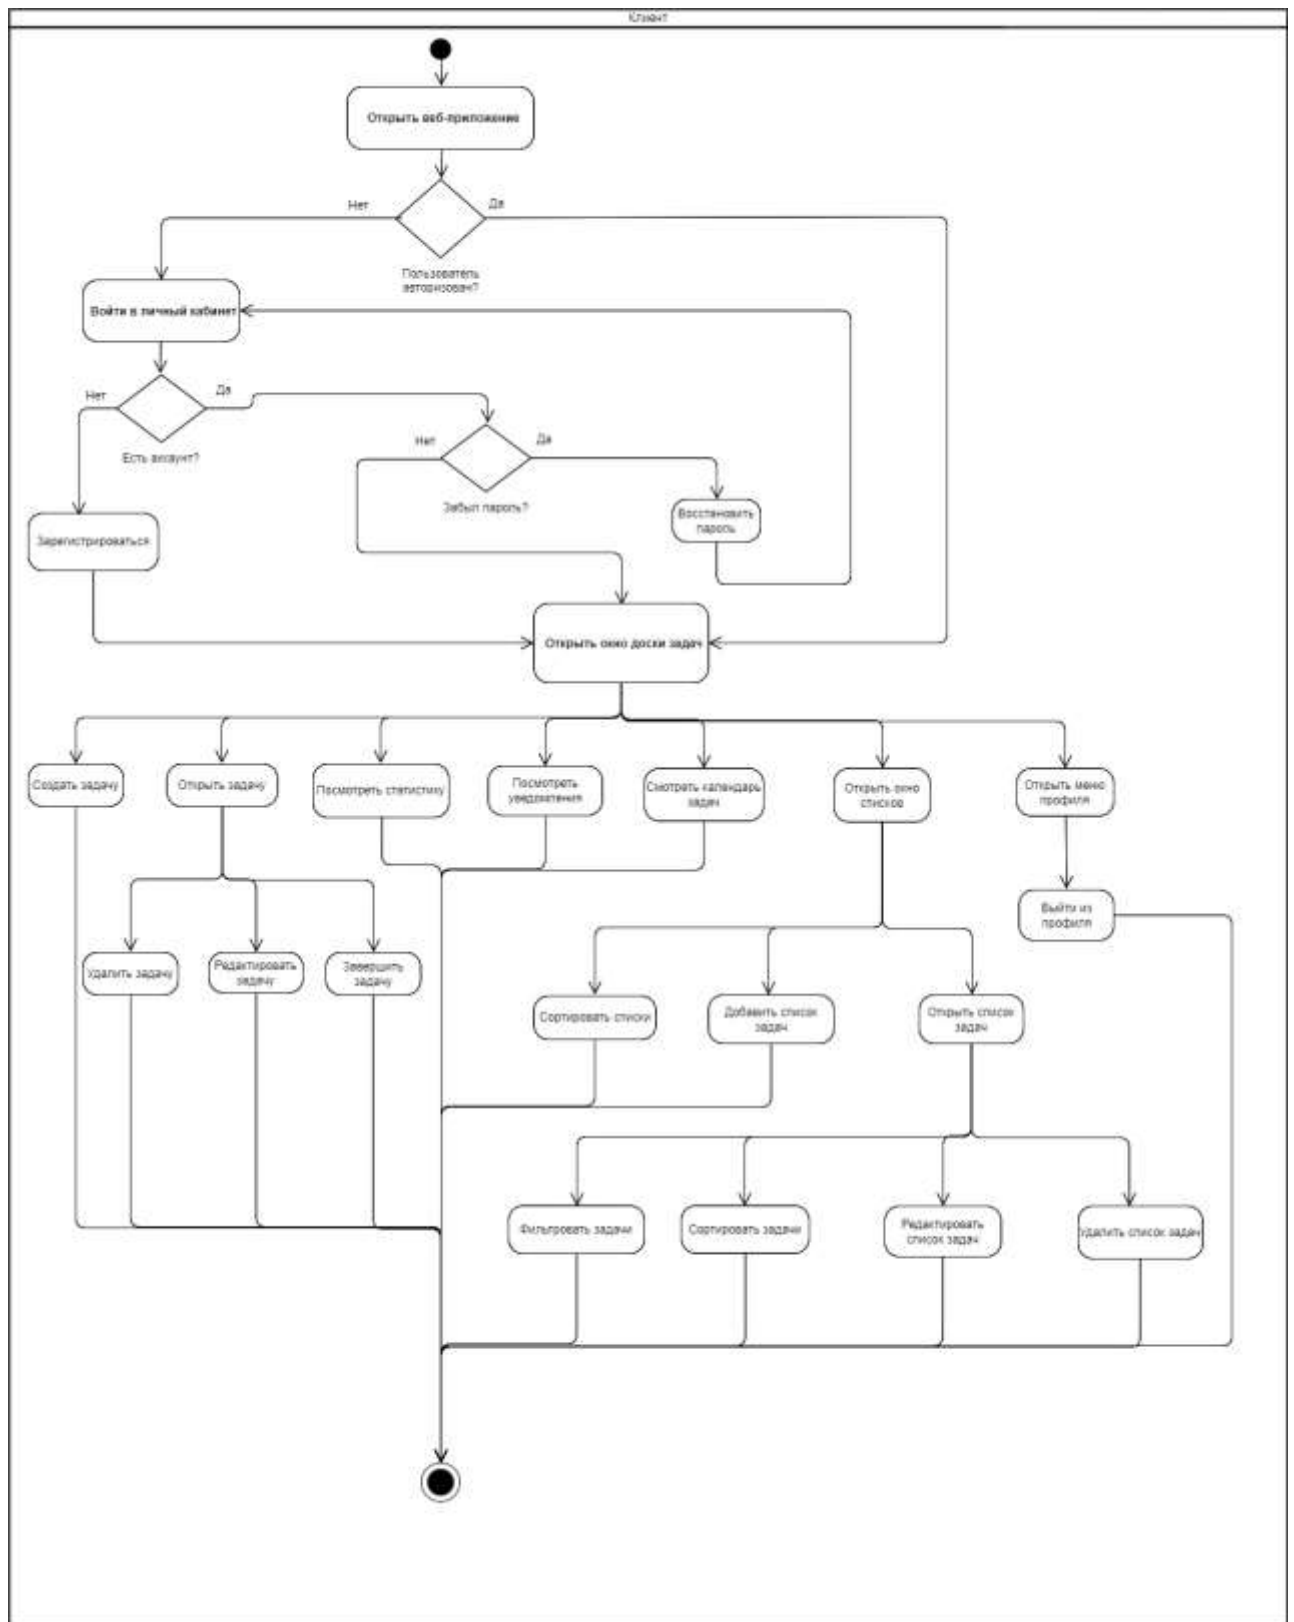 Клиент
Открыть веб-приложение
Нет
Да
Пользователь
авторизован?
Войти в личный кабинет
Нет
Да
Есть аккаунт?
Нет
Да
Забыл пароль?
Восстановить
пароль
Зарегистрироваться
Открыть окно доски задач
Создать задачу
Открыть задачу
Посмотреть статистику
Посмотреть
уведомления
Смотреть календарь
задач
Открыть окно
списков
Открыть меню
профиля
Выйти из
профиля
Удалить задачу
Редактировать
задачу
Завершить
задачу
Сортировать списки
Добавить список
задач
Открыть список
задач
Фильтровать задачи
Сортировать задачи
Редактировать
список задач
Удалить список задач